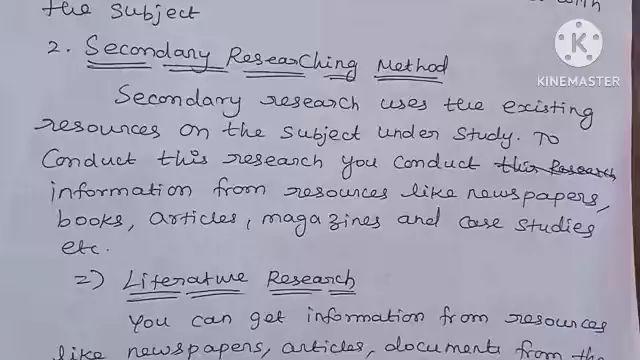 the subject
with
K
KINEMASTER
2. Secondary Researching Method
Secondary research uses the existing
resources on the subject under study. To
Conduct this research you conduct this Research
information from resources like newspapers,
books, articles, magazines and case studies
etc.
2) Literature Research
You can get information from resources
like newspapers, articles, documents from the